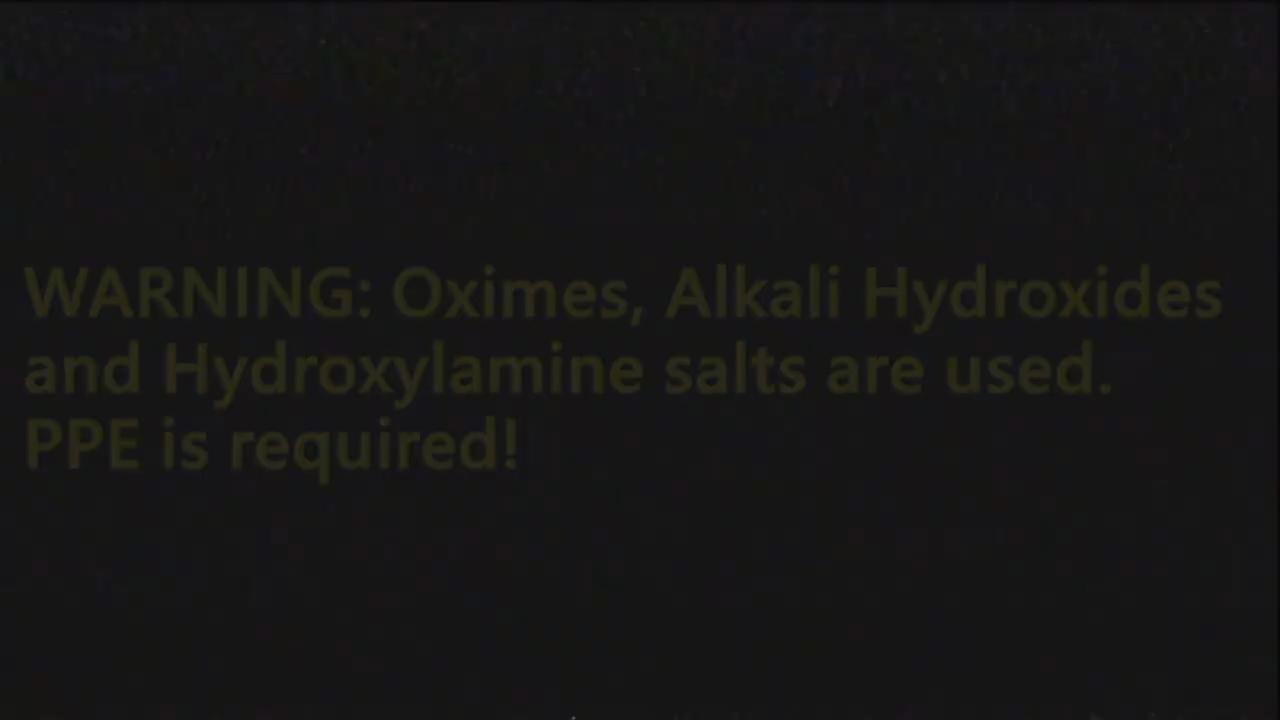 WARNING: Oximes, Alkali Hydroxides
and Hydroxylamine salts are used.
PPE is required!